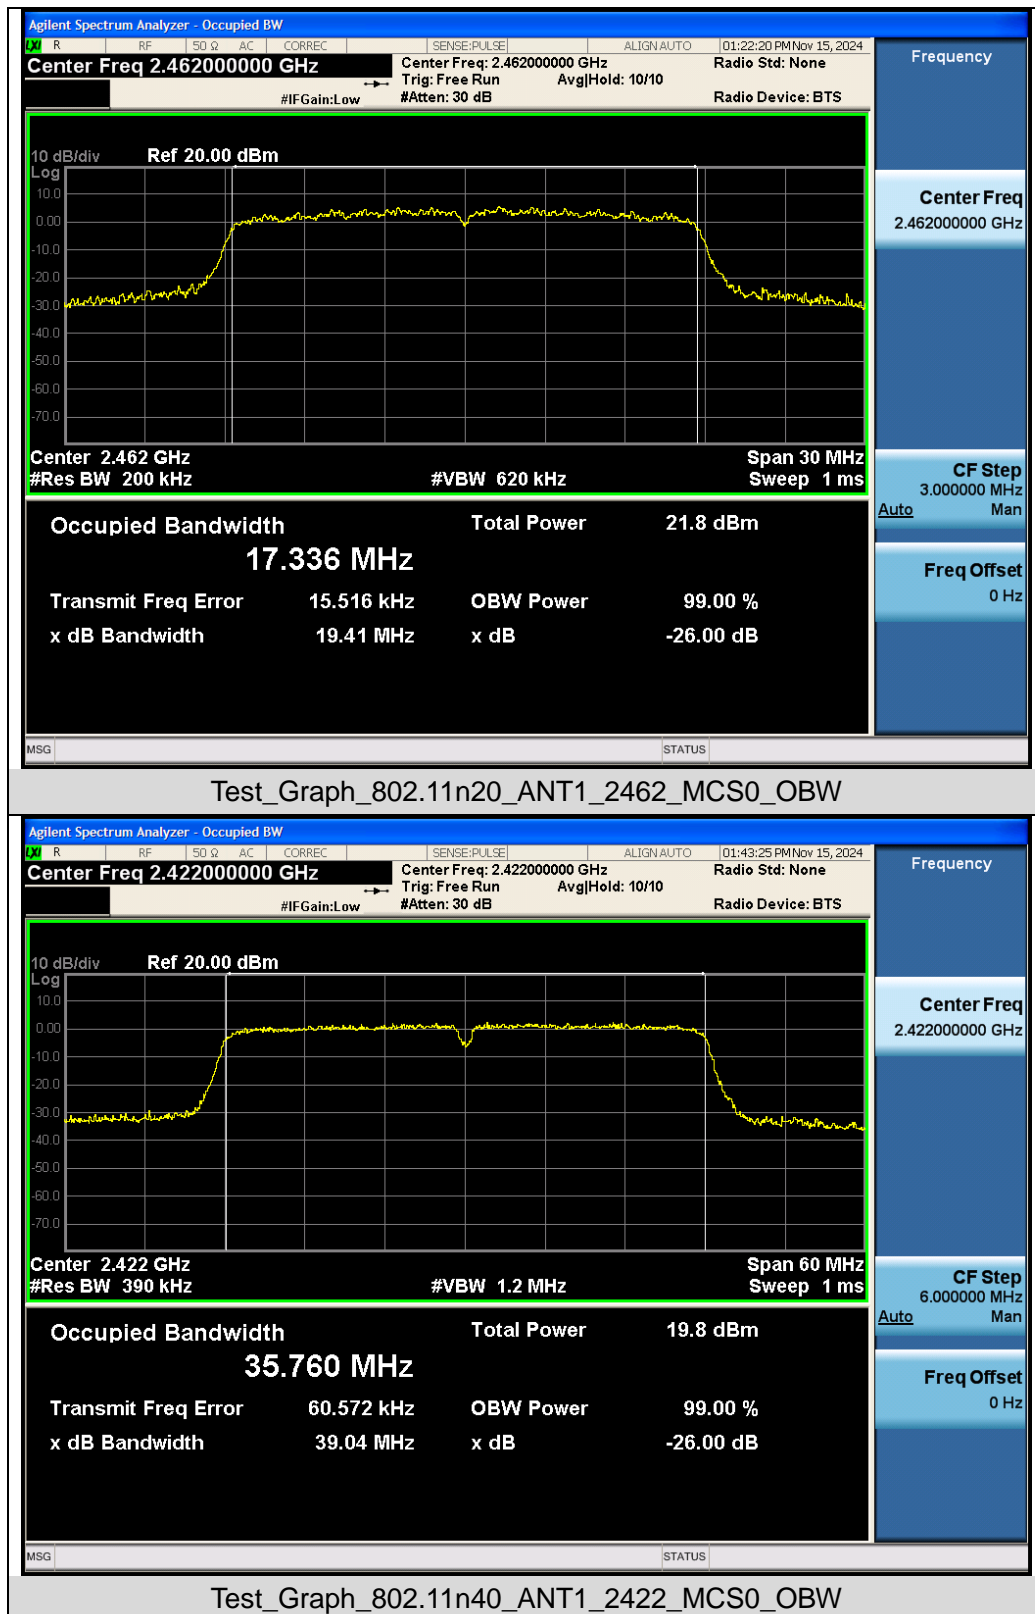 Agilent Spectrum Analyzer - Occupied BW
LXI R RF 50 Ω AC CORREC SENSE:PULSE ALIGN AUTO 01:22:20 PM Nov 15, 2024
Center Freq 2.462000000 GHz
Center Freq: 2.462000000 GHz
Radio Std: None
Trig: Free Run Avg|Hold: 10/10
#IFGain:Low
#Atten: 30 dB
Radio Device: BTS
Frequency
10 dB/div Ref 20.00 dBm
Log
10.0
0.00
-10.0
-20.0
-30.0
-40.0
-50.0
-60.0
-70.0
Center 2.462 GHz
Span 30 MHz
#Res BW 200 kHz
#VBW 620 kHz
Sweep 1 ms
Center Freq
2.462000000 GHz
CF Step
3.000000 MHz
Auto Man
Freq Offset
0 Hz
Occupied Bandwidth
Total Power 21.8 dBm
17.336 MHz
Transmit Freq Error 15.516 kHz OBW Power 99.00 %
x dB Bandwidth 19.41 MHz x dB -26.00 dB
MSG STATUS
Test_Graph_802.11n20_ANT1_2462_MCS0_OBW
Agilent Spectrum Analyzer - Occupied BW
LXI R RF 50 Ω AC CORREC SENSE:PULSE ALIGN AUTO 01:43:25 PM Nov 15, 2024
Center Freq 2.422000000 GHz
Center Freq: 2.422000000 GHz
Radio Std: None
Trig: Free Run Avg|Hold: 10/10
#IFGain:Low
#Atten: 30 dB
Radio Device: BTS
Frequency
10 dB/div Ref 20.00 dBm
Log
10.0
0.00
-10.0
-20.0
-30.0
-40.0
-50.0
-60.0
-70.0
Center 2.422 GHz
Span 60 MHz
#Res BW 390 kHz
#VBW 1.2 MHz
Sweep 1 ms
Center Freq
2.422000000 GHz
CF Step
6.000000 MHz
Auto Man
Freq Offset
0 Hz
Occupied Bandwidth
Total Power 19.8 dBm
35.760 MHz
Transmit Freq Error 60.572 kHz OBW Power 99.00 %
x dB Bandwidth 39.04 MHz x dB -26.00 dB
MSG STATUS
Test_Graph_802.11n40_ANT1_2422_MCS0_OBW